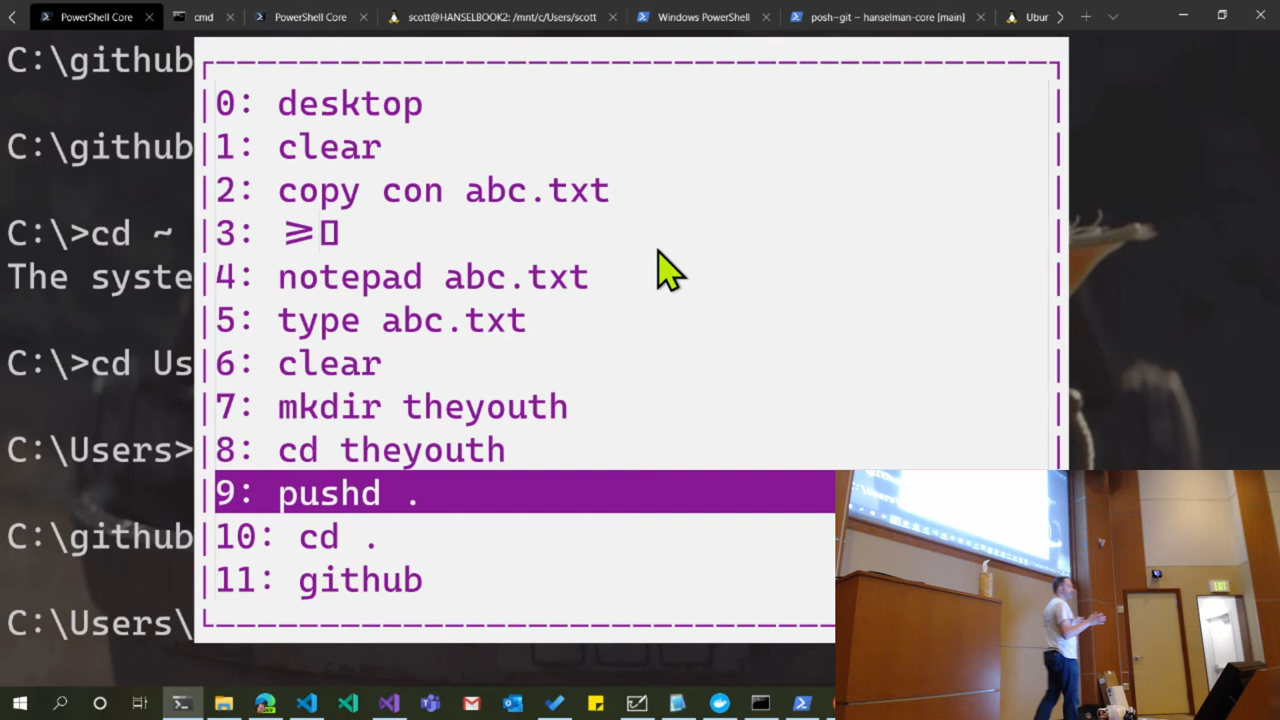 PowerShell Core
cmd
PowerShell Core
scott@HANSELBOOK2: /mnt/c/Users/scott
Windows PowerShell
posh-git ~ hanselman-core [main]
Ubur
C:\github
C:\github
C:\>cd ~
The syste
C:\>cd Us
C:\Users>
C:\github
C:\Users\
0: desktop
1: clear
2: copy con abc.txt
3: >=
4: notepad abc.txt
5: type abc.txt
6: clear
7: mkdir theyouth
8: cd theyouth
9: pushd .
10: cd .
11: github